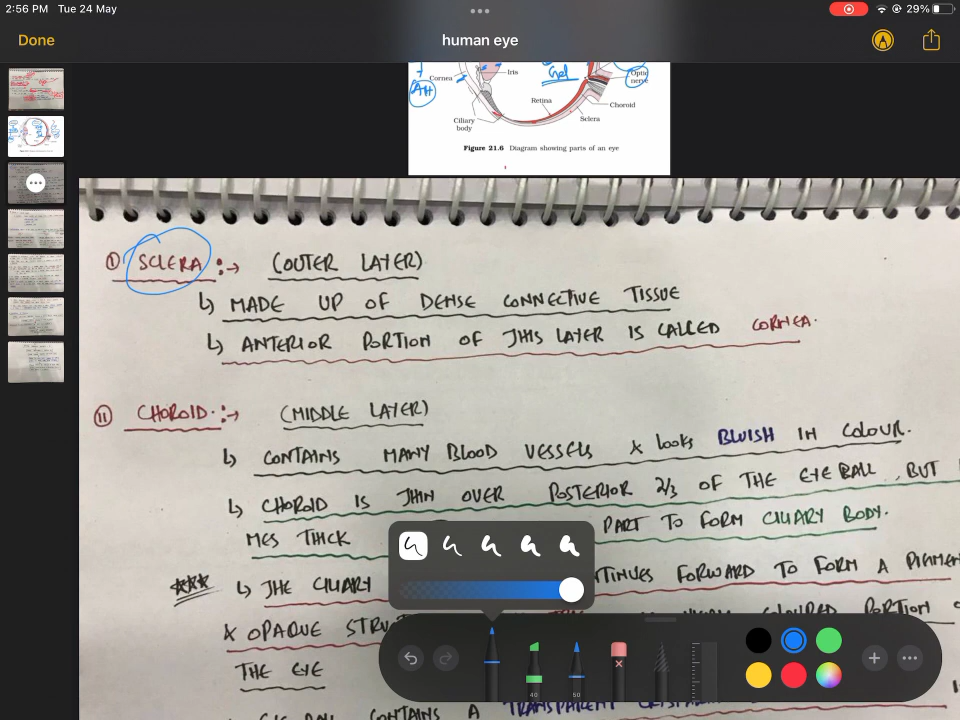 2:56 PM Tue 24 May
29%
Done
human eye
Cornea
Iris
Gel
Optic nerve
AH
Retina
Choroid
Ciliary body
Sclera
Figure 21.6 Diagram showing parts of an eye
① SCLERA :→ (OUTER LAYER)
↳ MADE UP OF DENSE CONNECTIVE TISSUE
↳ ANTERIOR PORTION OF THIS LAYER IS CALLED CORNEA.
⑪ CHOROID :→ (MIDDLE LAYER)
↳ CONTAINS MANY BLOOD VESSELS & looks BLUISH IN COLOUR.
↳ CHOROID IS THIN OVER POSTERIOR 2/3 OF THE EYE BALL, BUT
MES THICK PART TO FORM CILIARY BODY.
*** ↳ THE CILIARY TINUES FORWARD TO FORM A PIGMEN
& OPAQUE STRU COLOURED PORTION O
THE EYE
CONTAINS A TRANSPARENT
40
50